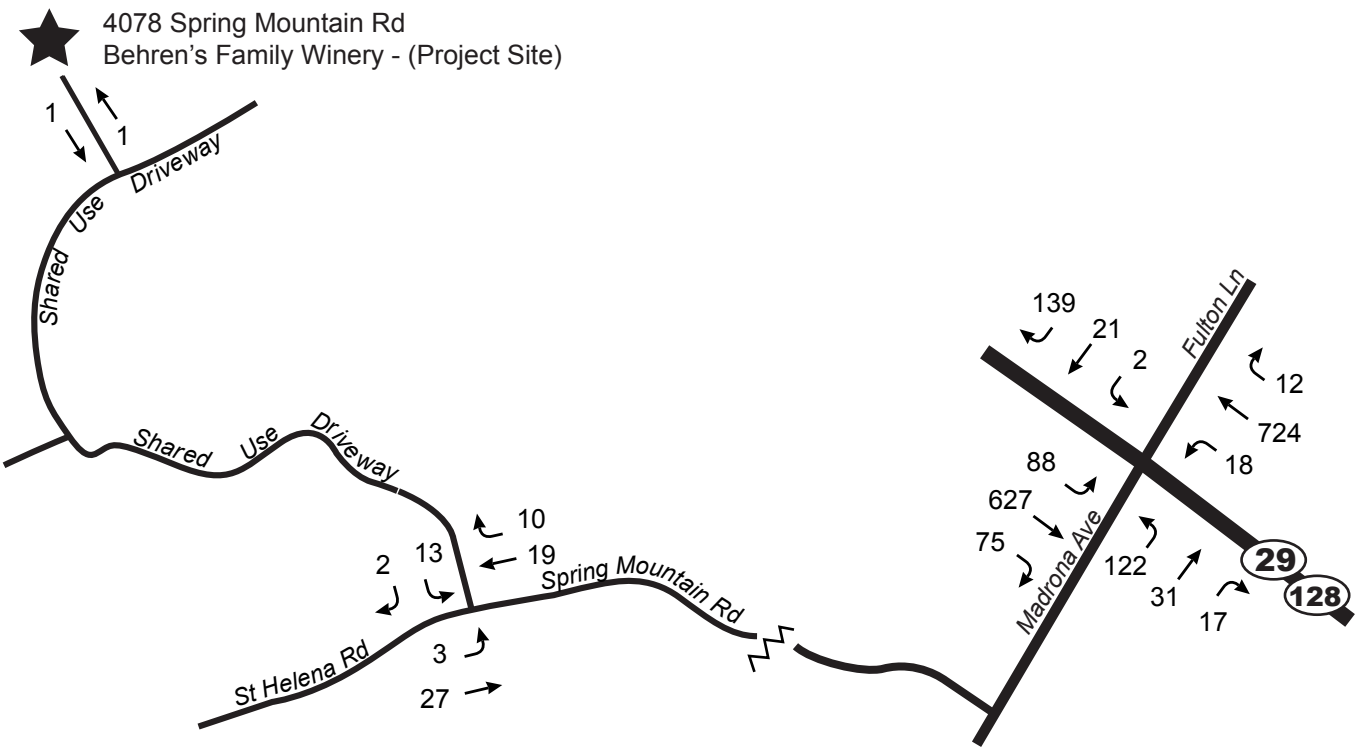 4078 Spring Mountain Rd
Behren's Family Winery - (Project Site)
1
1
Shared Use Driveway
Shared Use Driveway
10
19
2
13
3
27
St Helena Rd
Spring Mountain Rd
139
21
2
Fulton Ln
12
724
18
88
627
75
Madrona Ave
122
31
17
29
128